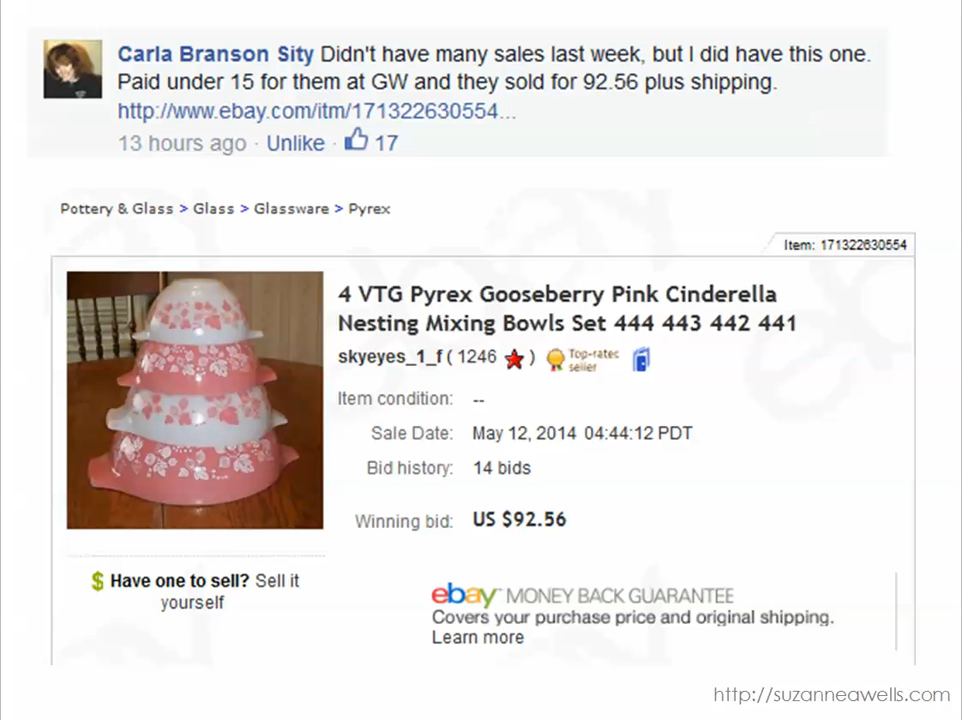 Carla Branson Sity Didn't have many sales last week, but I did have this one.
Paid under 15 for them at GW and they sold for 92.56 plus shipping.
http://www.ebay.com/itm/171322630554...
13 hours ago · Unlike · 17
Pottery & Glass > Glass > Glassware > Pyrex
Item: 171322630554
4 VTG Pyrex Gooseberry Pink Cinderella
Nesting Mixing Bowls Set 444 443 442 441
skyeyes_1_f ( 1246 ) Top-rated
seller
Item condition: --
Sale Date: May 12, 2014 04:44:12 PDT
Bid history: 14 bids
Winning bid: US $92.56
$ Have one to sell? Sell it
yourself
ebay MONEY BACK GUARANTEE
Covers your purchase price and original shipping.
Learn more
http://suzanneawells.com